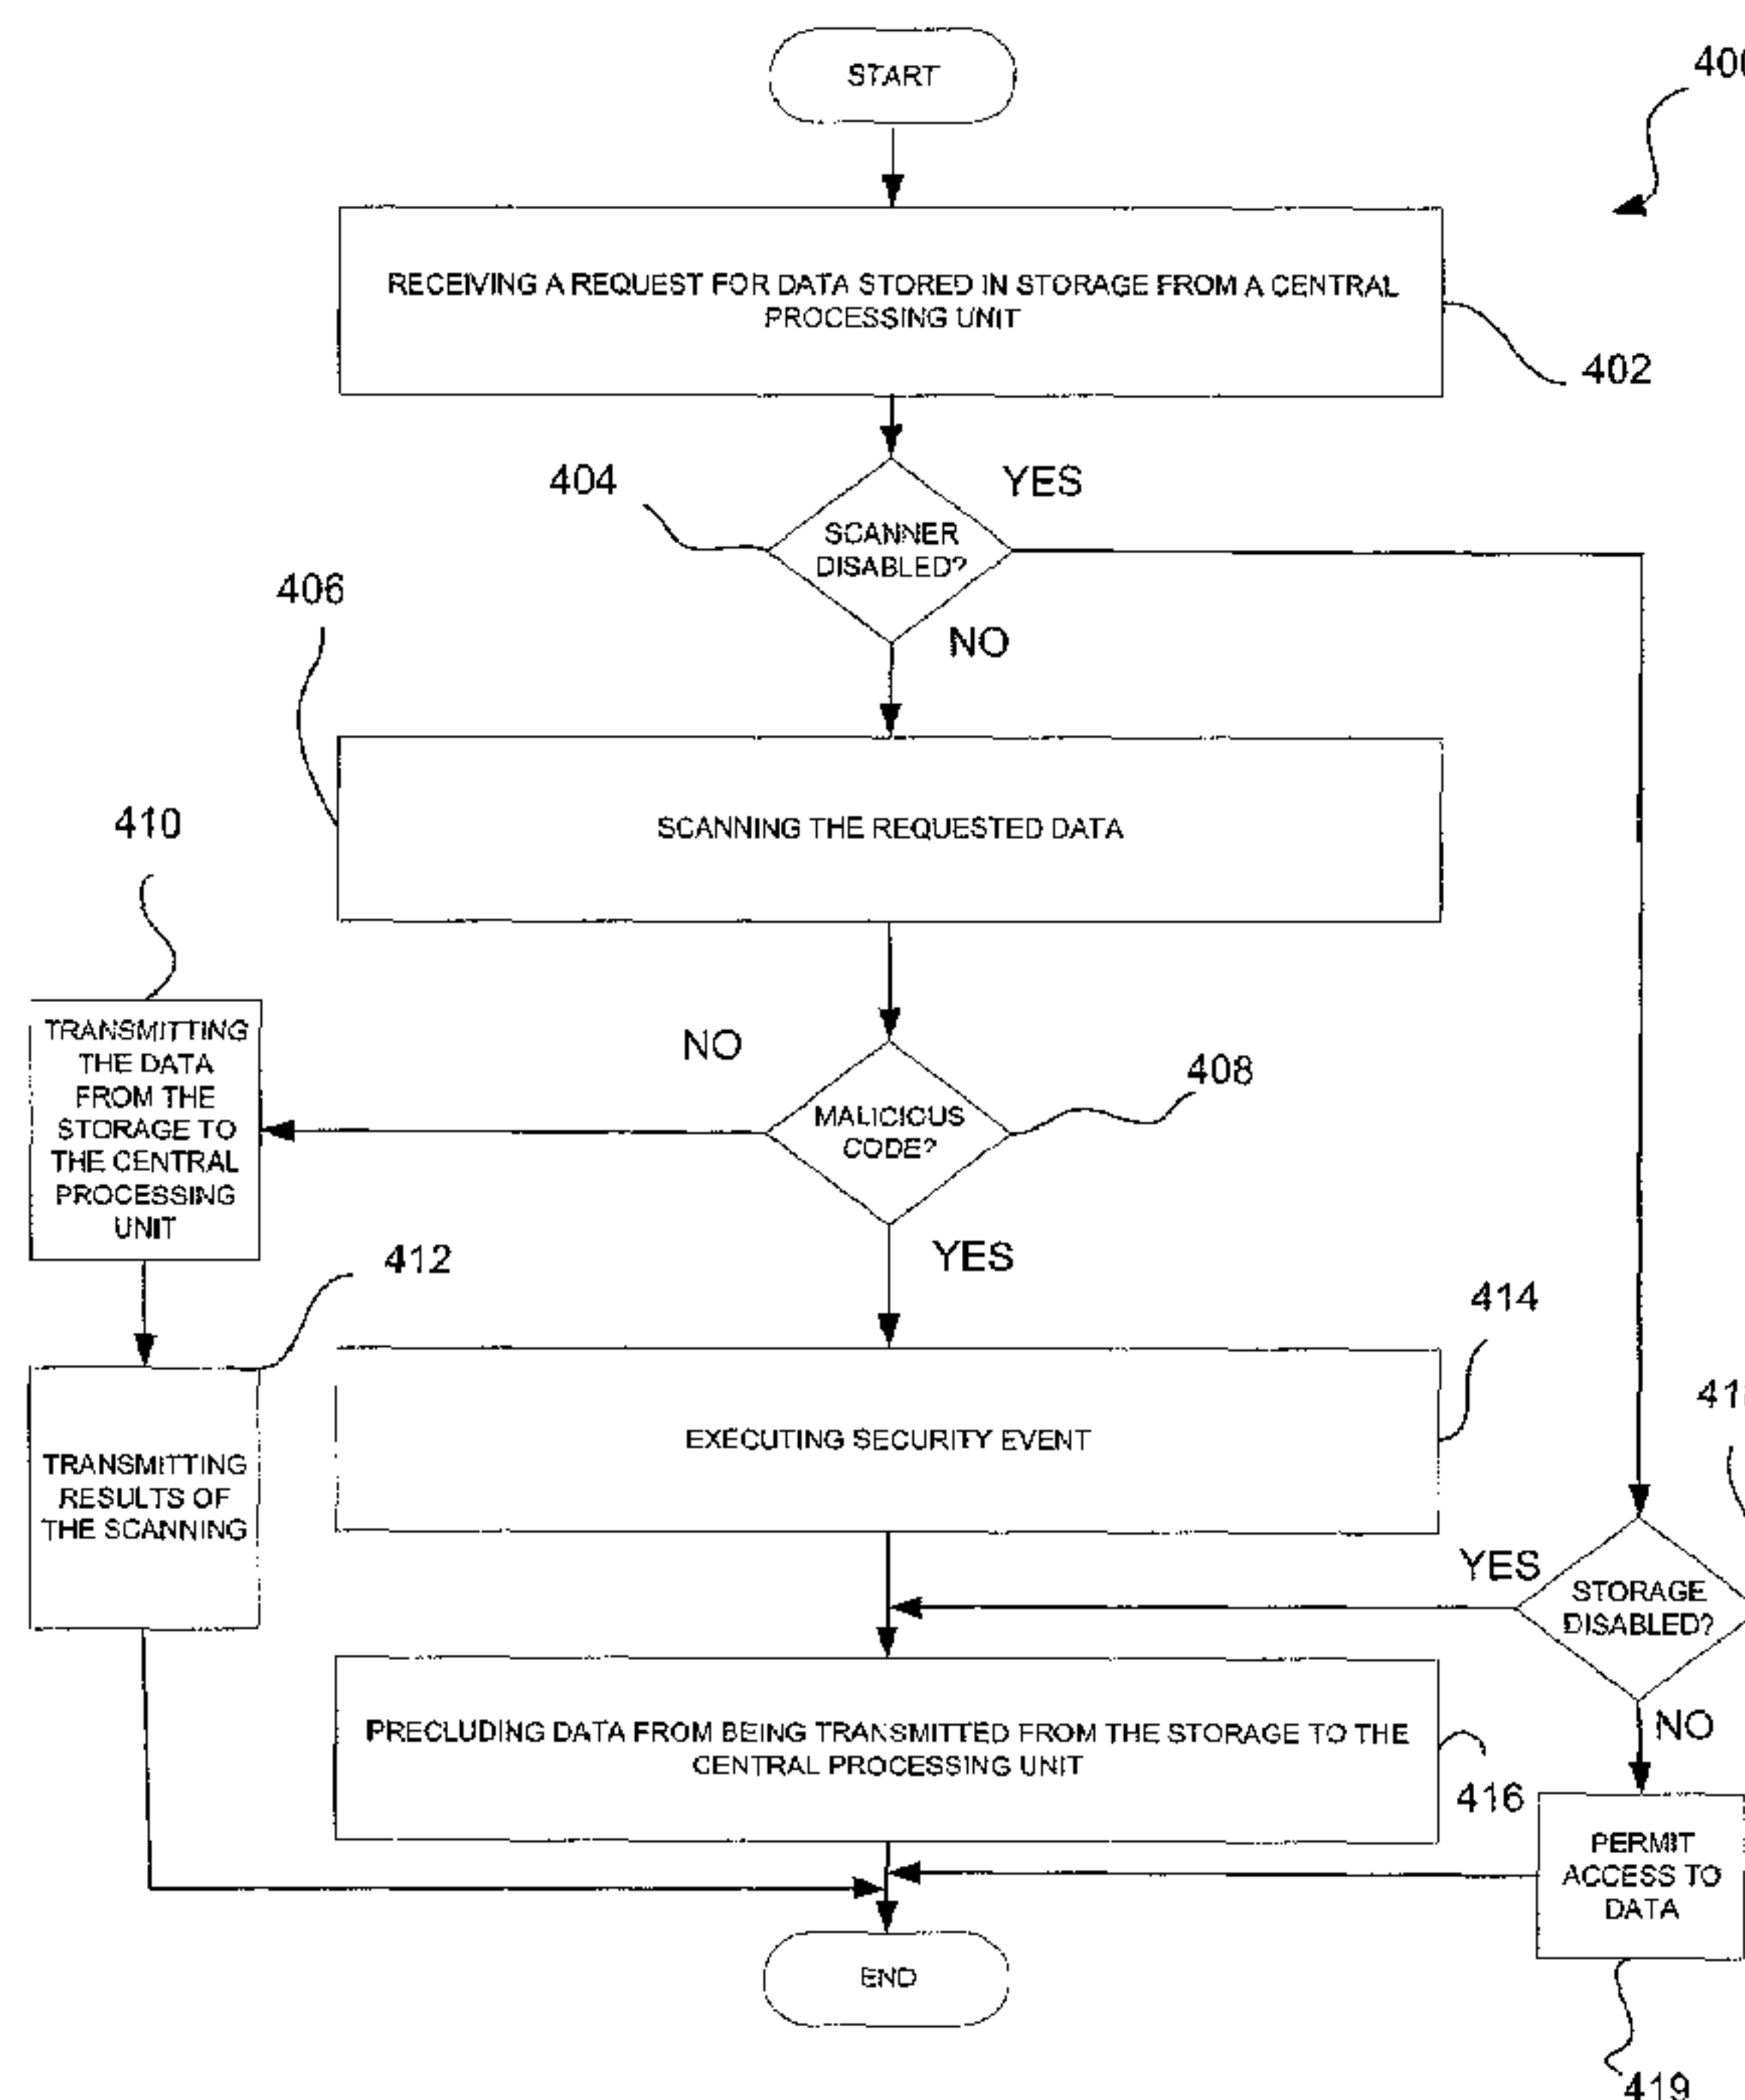 START
400
RECEIVING A REQUEST FOR DATA STORED IN STORAGE FROM A CENTRAL
PROCESSING UNIT
402
404
YES
SCANNER
DISABLED?
406
NO
SCANNING THE REQUESTED DATA
410
TRANSMITTING
THE DATA
FROM THE
STORAGE TO
THE CENTRAL
PROCESSING
UNIT
NO
408
MALICIOUS
CODE?
YES
412
414
TRANSMITTING
RESULTS OF
THE SCANNING
EXECUTING SECURITY EVENT
YES
STORAGE
DISABLED?
NO
PRECLUDING DATA FROM BEING TRANSMITTED FROM THE STORAGE TO THE
CENTRAL PROCESSING UNIT
416
PERMIT
ACCESS TO
DATA
END
419